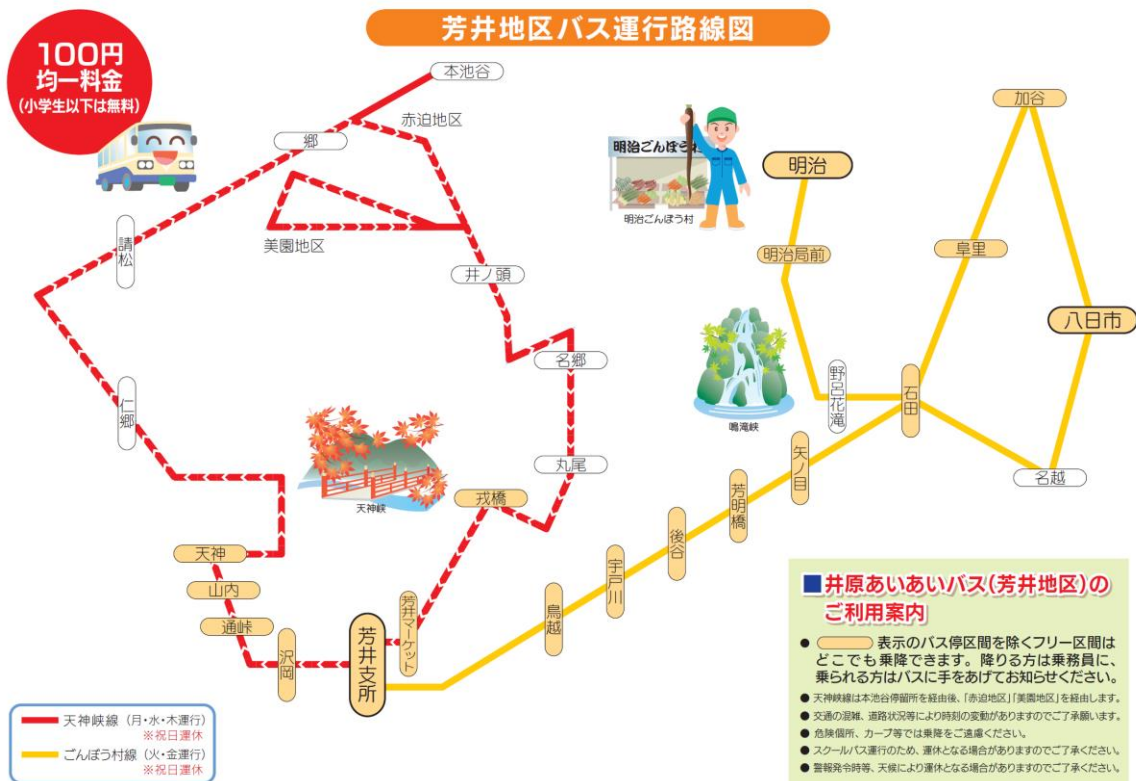 芳井地区バス運行路線図
100円
均一料金
(小学生以下は無料)
本池谷
赤迫地区
郷
美園地区
請松
井ノ頭
名郷
仁郷
丸尾
戎橋
天神峡
天神
山内
通峠
沢岡
芳井支所
芳井マーケット
明治ごんぼう村
明治ごんぼう村
明治
明治局前
加谷
阜里
八日市
野呂花滝
石田
名越
鳴滝峡
矢ノ目
芳明橋
後谷
宇戸川
鳥越
天神峡線(月・水・木運行)
※祝日運休
ごんぼう村線(火・金運行)
※祝日運休
■井原あいあいバス(芳井地区)の
ご利用案内
● 表示のバス停区間を除くフリー区間は
どこでも乗降できます。降りる方は乗務員に、
乗られる方はバスに手をあげてお知らせください。
● 天神峡線は本池谷停留所を経由後、「赤迫地区」「美園地区」を経由します。
● 交通の混雑、道路状況等により時刻の変動がありますのでご了承願います。
● 危険個所、カーブ等では乗降をご遠慮ください。
● スクールバス運行のため、運休となる場合がありますのでご了承ください。
● 警報発令時等、天候により運休となる場合がありますのでご了承ください。